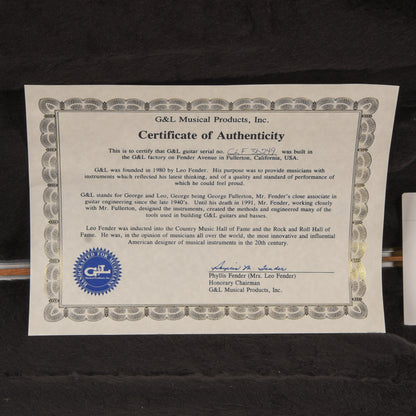 G&L Musical Products, Inc.
Certificate of Authenticity
This is to certify that G&L guitar serial no. CLF 36249 was built in
the G&L factory on Fender Avenue in Fullerton, California, USA.
G&L was founded in 1980 by Leo Fender. His purpose was to provide musicians with
instruments which reflected his latest thinking, and of a quality and standard of performance of
which he could feel proud.
G&L stands for George and Leo, George being George Fullerton, Mr. Fender's close associate in
guitar engineering since the late 1940's. Until his death in 1991, Mr. Fender, working closely
with Mr. Fullerton, designed the instruments, created the methods and engineered many of the
tools used in building G&L guitars and basses.
Leo Fender was inducted into the Country Music Hall of Fame and the Rock and Roll Hall of
Fame. He was, in the opinion of musicians all over the world, the most innovative and influential
American designer of musical instruments in the 20th century.
G&L
Phyllis Fender (Mrs. Leo Fender)
Honorary Chairman
G&L Musical Products, Inc.